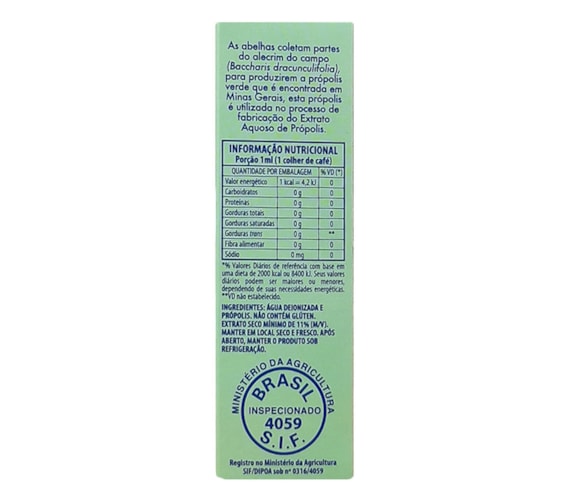 As abelhas coletam partes
do alecrim do campo
(Baccharis dracunculifolia),
para produzirem a própolis
verde que é encontrada em
Minas Gerais, esta própolis
é utilizada no processo de
fabricação do Extrato
Aquoso de Própolis.
INFORMAÇÃO NUTRICIONAL
Porção 1 ml (1 colher de café)
QUANTIDADE POR EMBALAGEM % VD (*)
Valor energético 1 kcal = 4,2 kJ 0
Carboidratos 0 g 0
Proteínas 0 g 0
Gorduras totais 0 g 0
Gorduras saturadas 0 g 0
Gorduras trans 0 g **
Fibra alimentar 0 g 0
Sódio 0 mg 0
*% Valores Diários de referência com base em
uma dieta de 2000 kcal ou 8400 kJ. Seus valores
diários podem ser maiores ou menores,
dependendo de suas necessidades energéticas.
**VD não estabelecido.
INGREDIENTES: ÁGUA DEIONIZADA E
PRÓPOLIS. NÃO CONTÉM GLÚTEN.
EXTRATO SECO MÍNIMO DE 11% (M/V).
MANTER EM LOCAL SECO E FRESCO. APÓS
ABERTO, MANTER O PRODUTO SOB
REFRIGERAÇÃO.
MINISTÉRIO DA AGRICULTURA
BRASIL
INSPECIONADO
4059
S.I.F.
Registro no Ministério da Agricultura
SIF/DIPOA sob nº 0316/4059